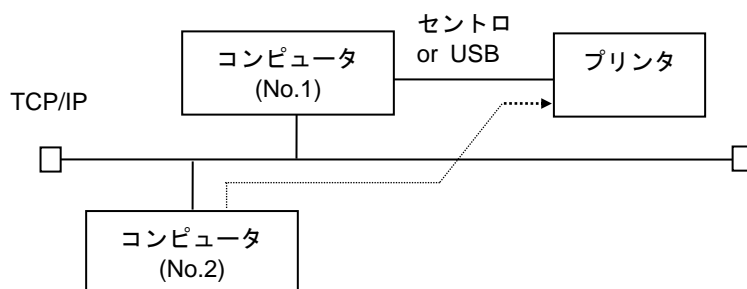 セントロ
or USB
コンピュータ
(No.1)
プリンタ
TCP/IP
コンピュータ
(No.2)